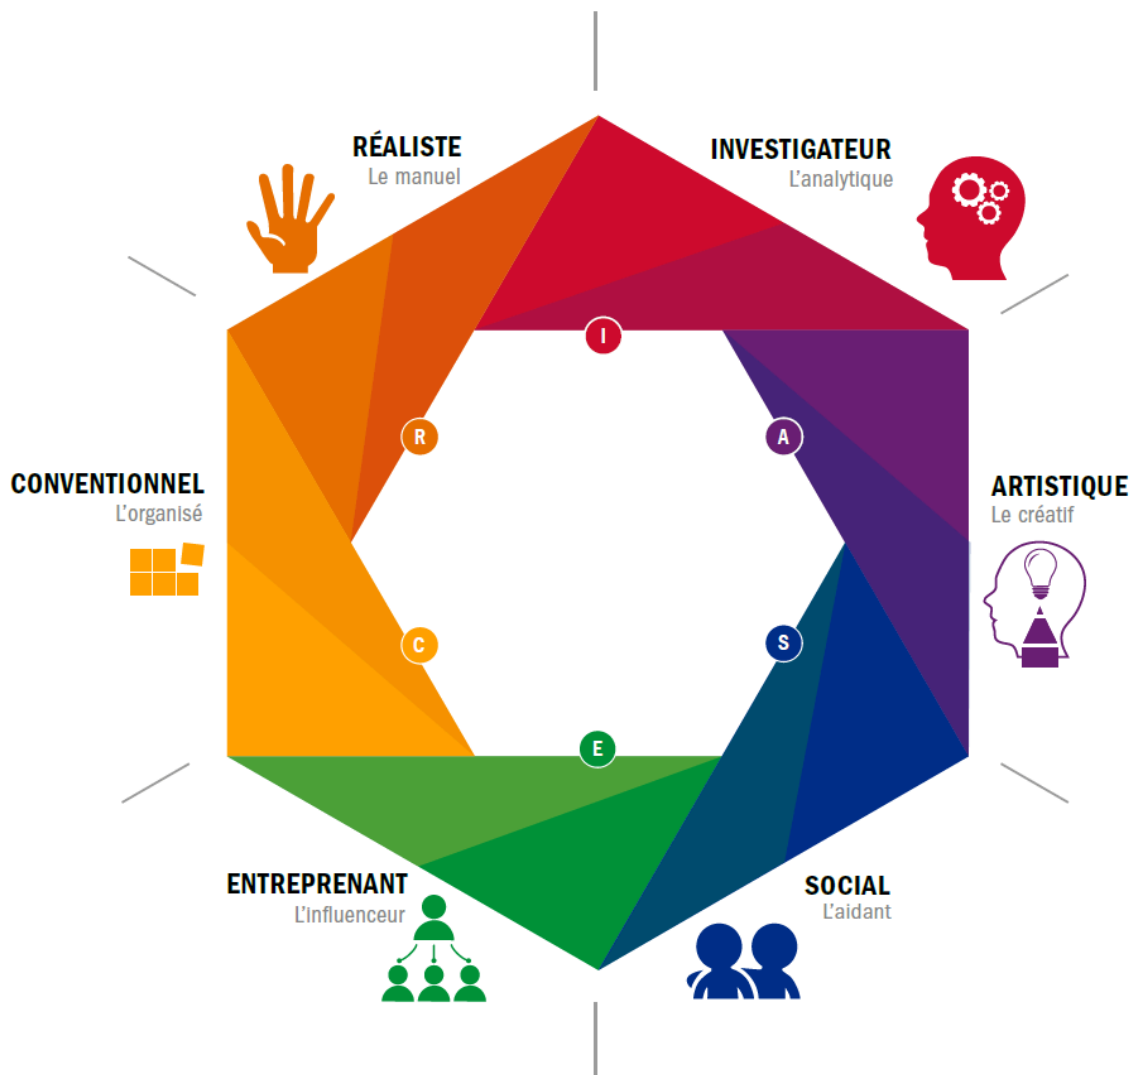 RÉALISTE
Le manuel
INVESTIGATEUR
L'analytique
I
R
A
CONVENTIONNEL
L'organisé
ARTISTIQUE
Le créatif
C
S
E
ENTREPRENANT
L'influenceur
SOCIAL
L'aidant